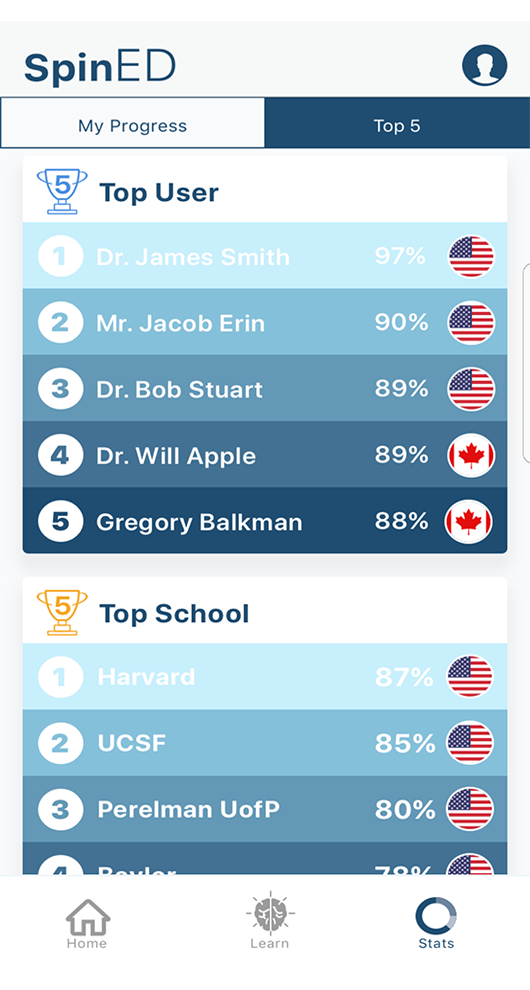 SpinED
My Progress
Top 5
5 Top User
1 Dr. James Smith 97%
2 Mr. Jacob Erin 90%
3 Dr. Bob Stuart 89%
4 Dr. Will Apple 89%
5 Gregory Balkman 88%
5 Top School
1 Harvard 87%
2 UCSF 85%
3 Perelman UofP 80%
4 Baylor 78%
Home
Learn
Stats